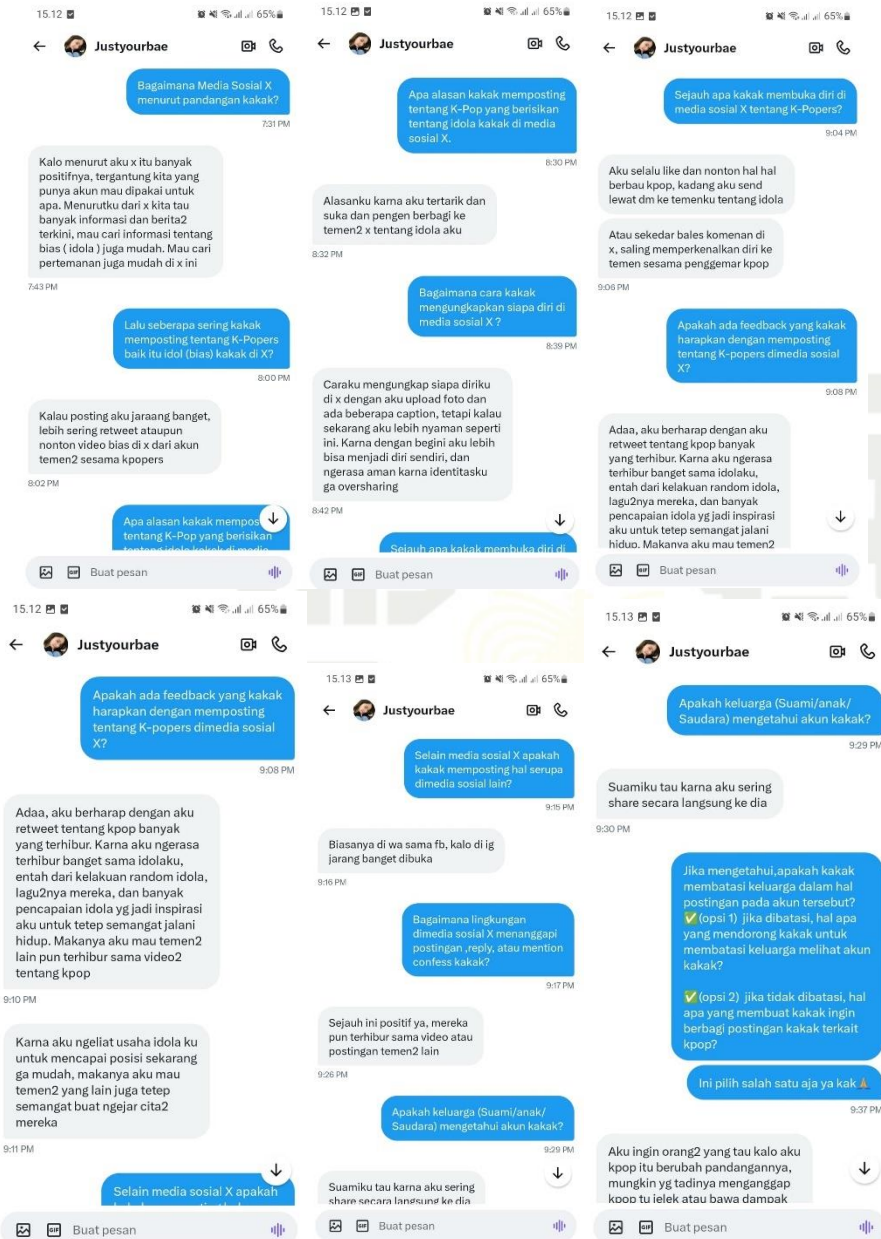 15.12
65%
Justyourbae
Bagaimana Media Sosial X
menurut pandangan kakak?
7:31 PM
Kalo menurut aku x itu banyak
positifnya, tergantung kita yang
punya akun mau dipakai untuk
apa. Menurutku dari x kita tau
banyak informasi dan berita2
terkini, mau cari informasi tentang
bias ( idola ) juga mudah. Mau cari
pertemanan juga mudah di x ini
7:43 PM
Lalu seberapa sering kakak
memposting tentang K-Popers
baik itu idol (bias) kakak di X?
8:00 PM
Kalau posting aku jaraang banget,
lebih sering retweet ataupun
nonton video bias di x dari akun
temen2 sesama kpopers
8:02 PM
Apa alasan kakak mempos
tentang K-Pop yang berisikan
tentang idola kakak di media
GIF Buat pesan
15.12
65%
Justyourbae
Apa alasan kakak memposting
tentang K-Pop yang berisikan
tentang idola kakak di media
sosial X.
8:30 PM
Alasanku karna aku tertarik dan
suka dan pengen berbagi ke
temen2 x tentang idola aku
8:32 PM
Bagaimana cara kakak
mengungkapkan siapa diri di
media sosial X ?
8:39 PM
Caraku mengungkap siapa diriku
di x dengan aku upload foto dan
ada beberapa caption, tetapi kalau
sekarang aku lebih nyaman seperti
ini. Karna dengan begini aku lebih
bisa menjadi diri sendiri, dan
ngerasa aman karna identitasku
ga oversharing
8:42 PM
Sejauh apa kakak membuka diri di
GIF Buat pesan
15.12
65%
Justyourbae
Sejauh apa kakak membuka diri di
media sosial X tentang K-Popers?
9:04 PM
Aku selalu like dan nonton hal hal
berbau kpop, kadang aku send
lewat dm ke temenku tentang idola
Atau sekedar bales komenan di
x, saling memperkenalkan diri ke
temen sesama penggemar kpop
9:06 PM
Apakah ada feedback yang kakak
harapkan dengan memposting
tentang K-popers dimedia sosial
X?
9:08 PM
Adaa, aku berharap dengan aku
retweet tentang kpop banyak
yang terhibur. Karna aku ngerasa
terhibur banget sama idolaku,
entah dari kelakuan random idola,
lagu2nya mereka, dan banyak
pencapaian idola yg jadi inspirasi
aku untuk tetep semangat jalani
hidup. Makanya aku mau temen2
GIF Buat pesan
15.12
65%
Justyourbae
Apakah ada feedback yang kakak
harapkan dengan memposting
tentang K-popers dimedia sosial
X?
9:08 PM
Adaa, aku berharap dengan aku
retweet tentang kpop banyak
yang terhibur. Karna aku ngerasa
terhibur banget sama idolaku,
entah dari kelakuan random idola,
lagu2nya mereka, dan banyak
pencapaian idola yg jadi inspirasi
aku untuk tetep semangat jalani
hidup. Makanya aku mau temen2
lain pun terhibur sama video2
tentang kpop
9:10 PM
Karna aku ngeliat usaha idola ku
untuk mencapai posisi sekarang
ga mudah, makanya aku mau
temen2 yang lain juga tetep
semangat buat ngejar cita2
mereka
9:11 PM
Selain media sosial X apakah
GIF Buat pesan
15.13
65%
Justyourbae
Selain media sosial X apakah
kakak memposting hal serupa
dimedia sosial lain?
9:15 PM
Biasanya di wa sama fb, kalo di ig
jarang banget dibuka
9:16 PM
Bagaimana lingkungan
dimedia sosial X menanggapi
postingan ,reply, atau mention
confess kakak?
9:17 PM
Sejauh ini positif ya, mereka
pun terhibur sama video atau
postingan temen2 lain
9:26 PM
Apakah keluarga (Suami/anak/
Saudara) mengetahui akun kakak?
9:29 PM
Suamiku tau karna aku sering
share secara langsung ke dia
GIF Buat pesan
15.13
65%
Justyourbae
Apakah keluarga (Suami/anak/
Saudara) mengetahui akun kakak?
9:29 PM
Suamiku tau karna aku sering
share secara langsung ke dia
9:30 PM
Jika mengetahui,apakah kakak
membatasi keluarga dalam hal
postingan pada akun tersebut?
✅(opsi 1) jika dibatasi, hal apa
yang mendorong kakak untuk
membatasi keluarga melihat akun
kakak?
✅(opsi 2) jika tidak dibatasi, hal
apa yang membuat kakak ingin
berbagi postingan kakak terkait
kpop?
Ini pilih salah satu aja ya kak🙏
9:37 PM
Aku ingin orang2 yang tau kalo aku
kpop itu berubah pandangannya,
mungkin yg tadinya menganggap
kpop tu jelek atau bawa dampak
GIF Buat pesan